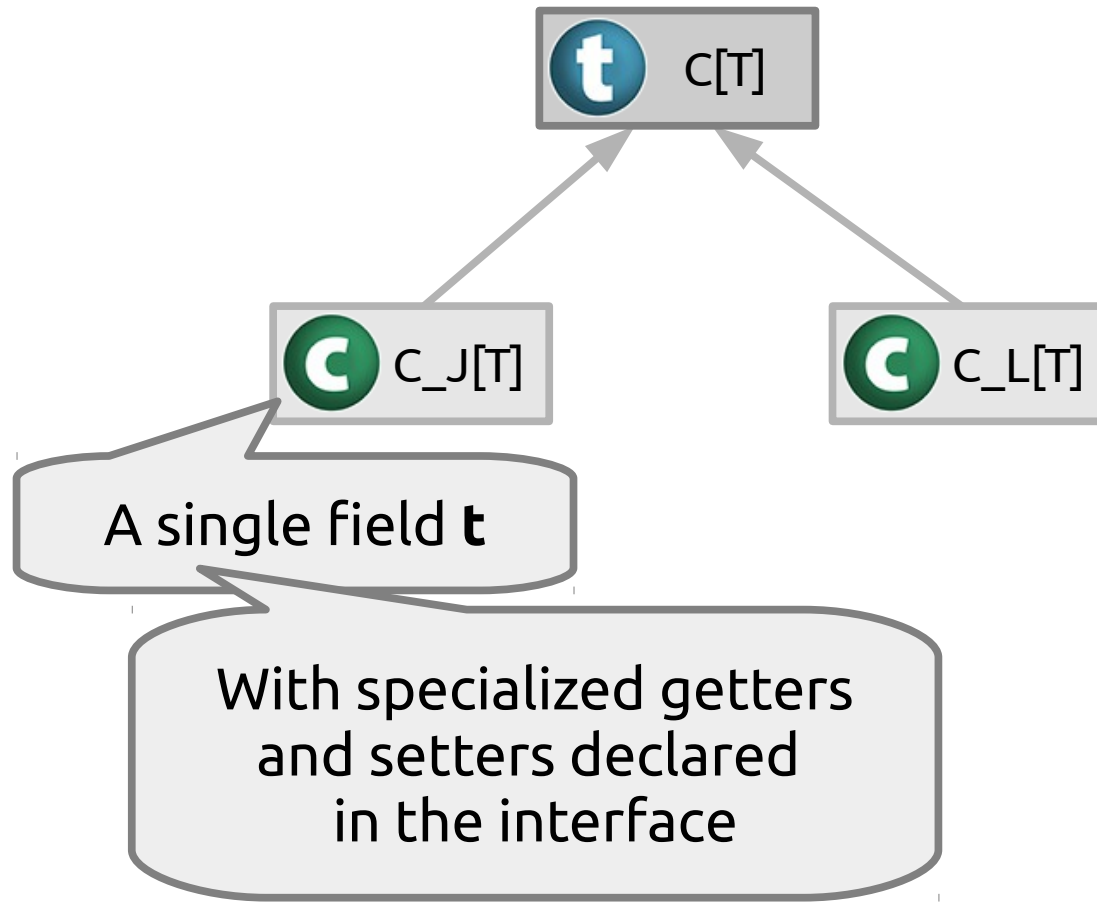 t C[T]
C C_J[T]
C C_L[T]
A single field t
With specialized getters
and setters declared
in the interface